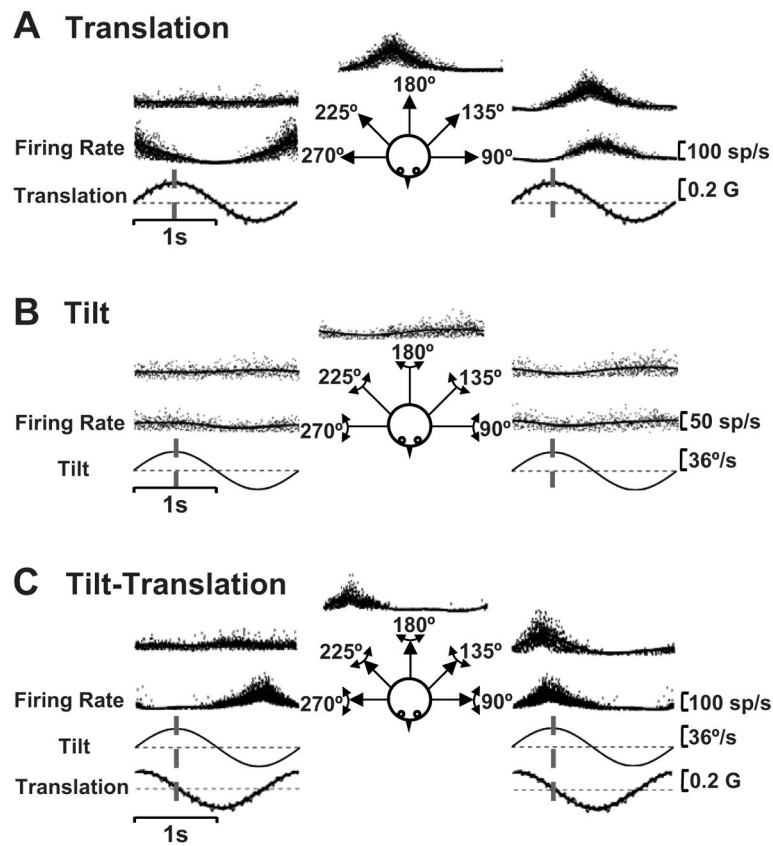 A Translation
180º
225º
135º
Firing Rate
270º
90º
100 sp/s
Translation
0.2 G
1s
B Tilt
180º
225º
135º
Firing Rate
270º
90º
50 sp/s
Tilt
36º/s
1s
C Tilt-Translation
180º
225º
135º
Firing Rate
270º
90º
100 sp/s
Tilt
36º/s
Translation
0.2 G
1s